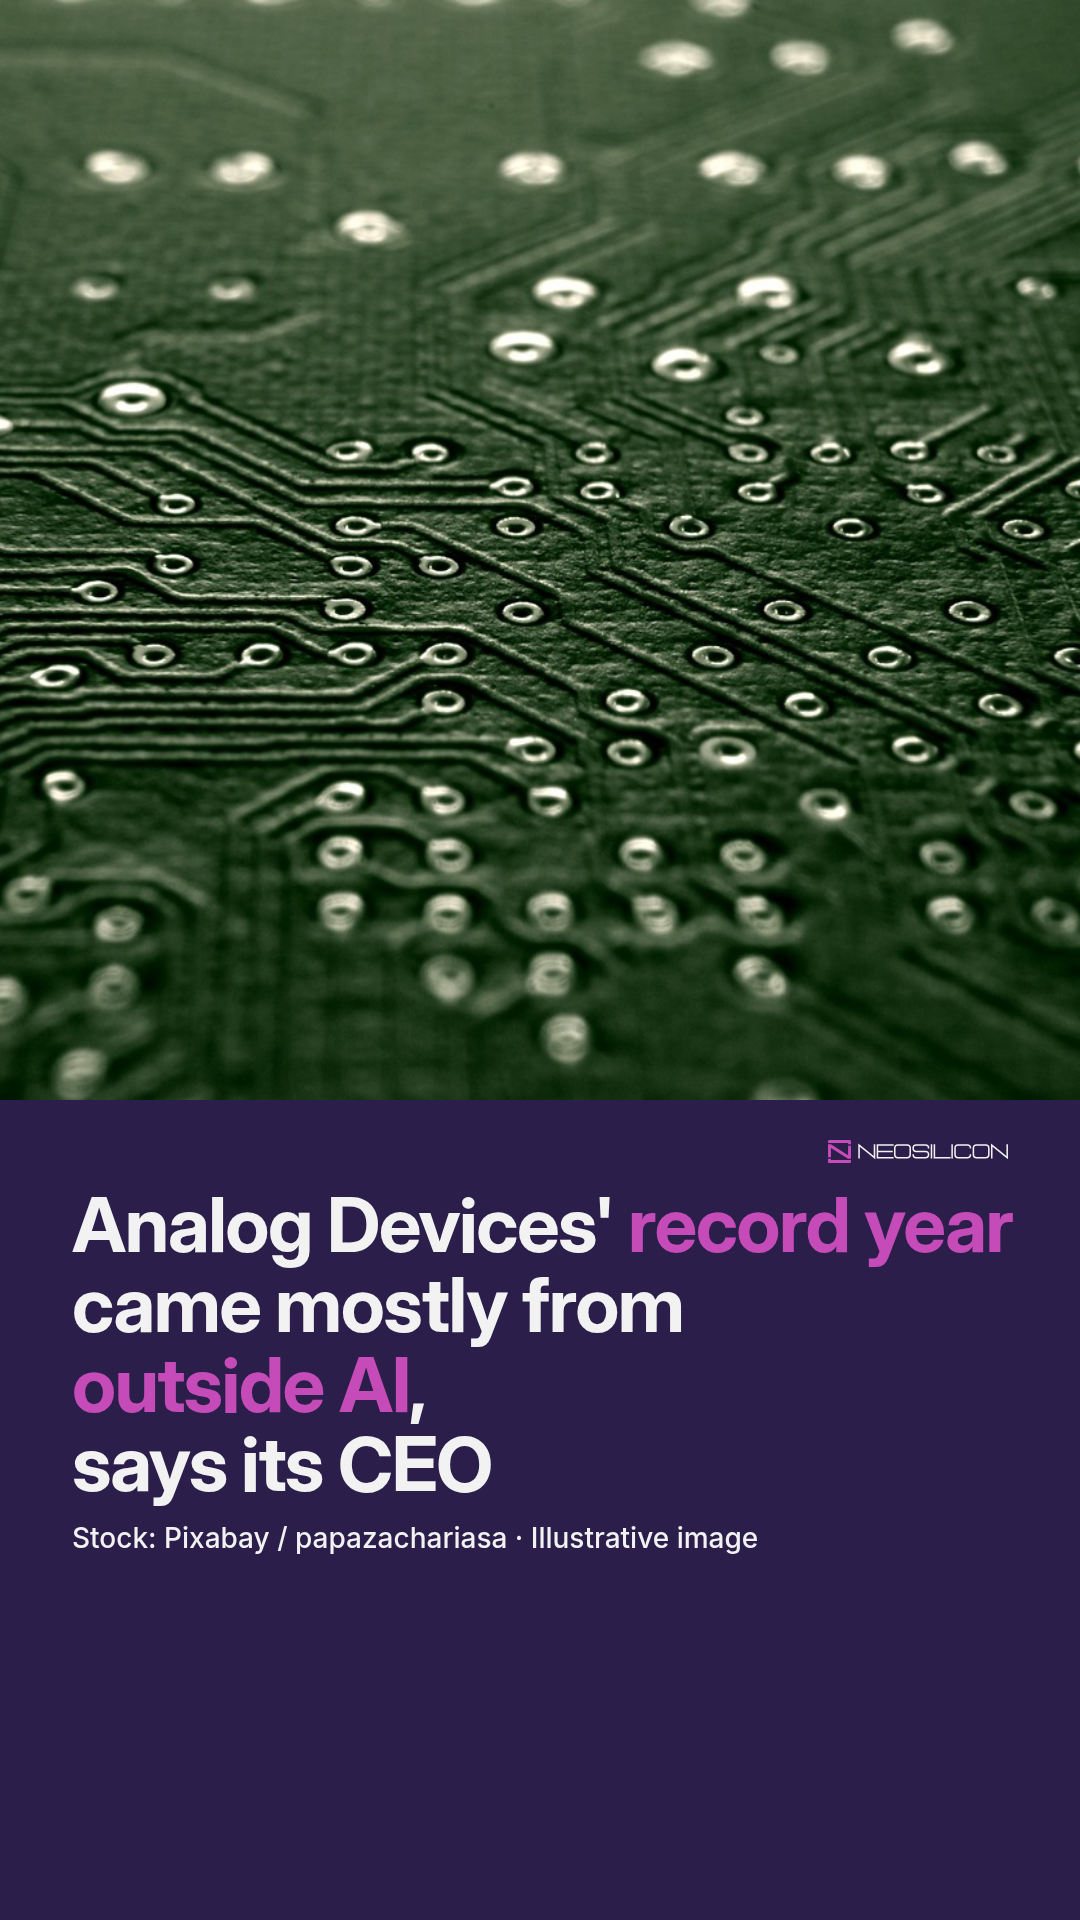 NEOSILICON
Analog Devices' record year
came mostly from
outside AI,
says its CEO
Stock: Pixabay / papazachariasa · Illustrative image